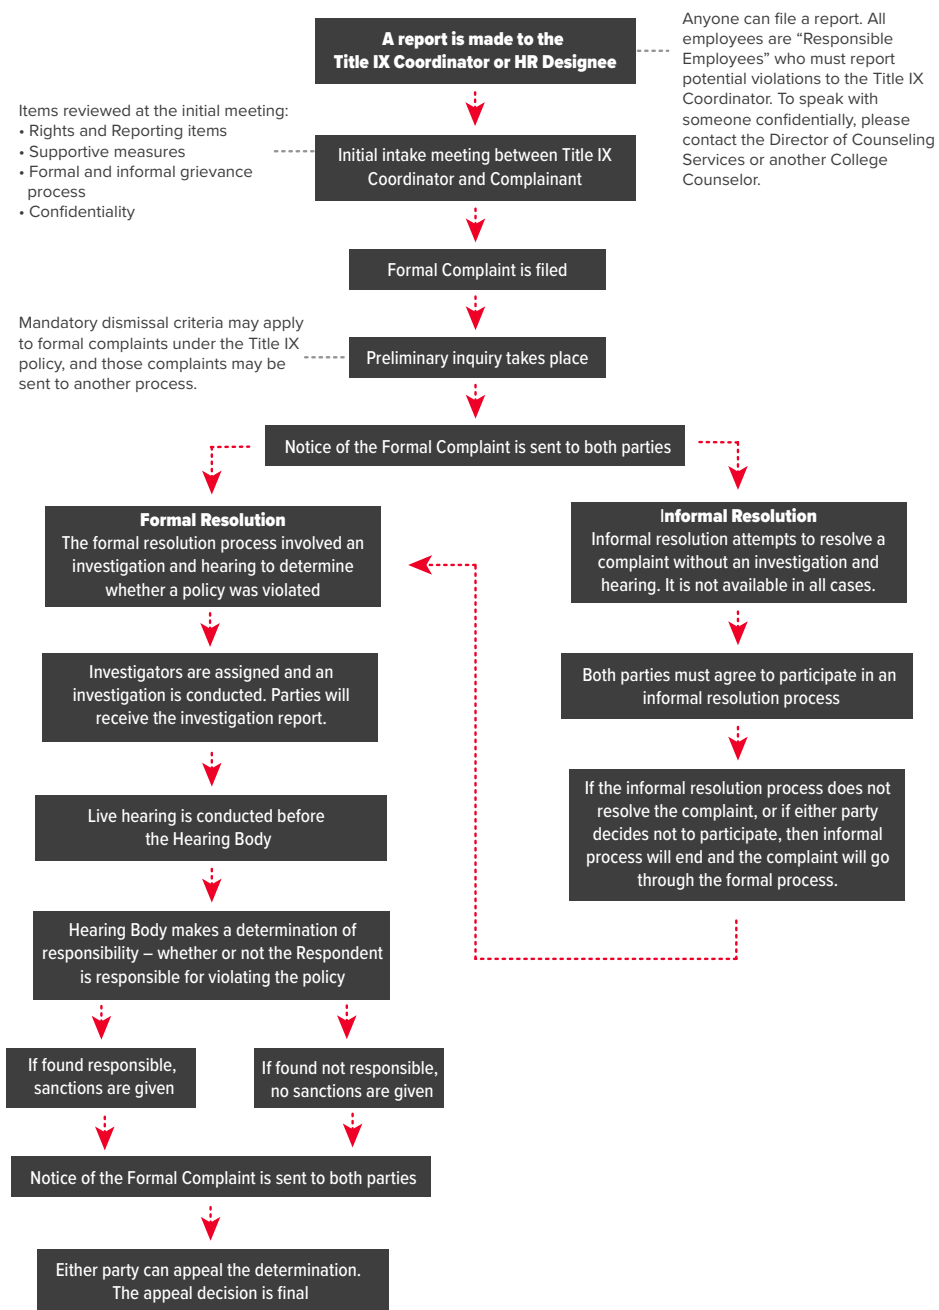 A report is made to the
Title IX Coordinator or HR Designee
Anyone can file a report. All
employees are “Responsible
Employees” who must report
potential violations to the Title IX
Coordinator. To speak with
someone confidentially, please
contact the Director of Counseling
Services or another College
Counselor.
Items reviewed at the initial meeting:
• Rights and Reporting items
• Supportive measures
• Formal and informal grievance
process
• Confidentiality
Initial intake meeting between Title IX
Coordinator and Complainant
Formal Complaint is filed
Mandatory dismissal criteria may apply
to formal complaints under the Title IX
policy, and those complaints may be
sent to another process.
Preliminary inquiry takes place
Notice of the Formal Complaint is sent to both parties
Formal Resolution
The formal resolution process involved an
investigation and hearing to determine
whether a policy was violated
Investigators are assigned and an
investigation is conducted. Parties will
receive the investigation report.
Live hearing is conducted before
the Hearing Body
Hearing Body makes a determination of
responsibility – whether or not the Respondent
is responsible for violating the policy
If found responsible,
sanctions are given
If found not responsible,
no sanctions are given
Notice of the Formal Complaint is sent to both parties
Either party can appeal the determination.
The appeal decision is final
Informal Resolution
Informal resolution attempts to resolve a
complaint without an investigation and
hearing. It is not available in all cases.
Both parties must agree to participate in an
informal resolution process
If the informal resolution process does not
resolve the complaint, or if either party
decides not to participate, then informal
process will end and the complaint will go
through the formal process.